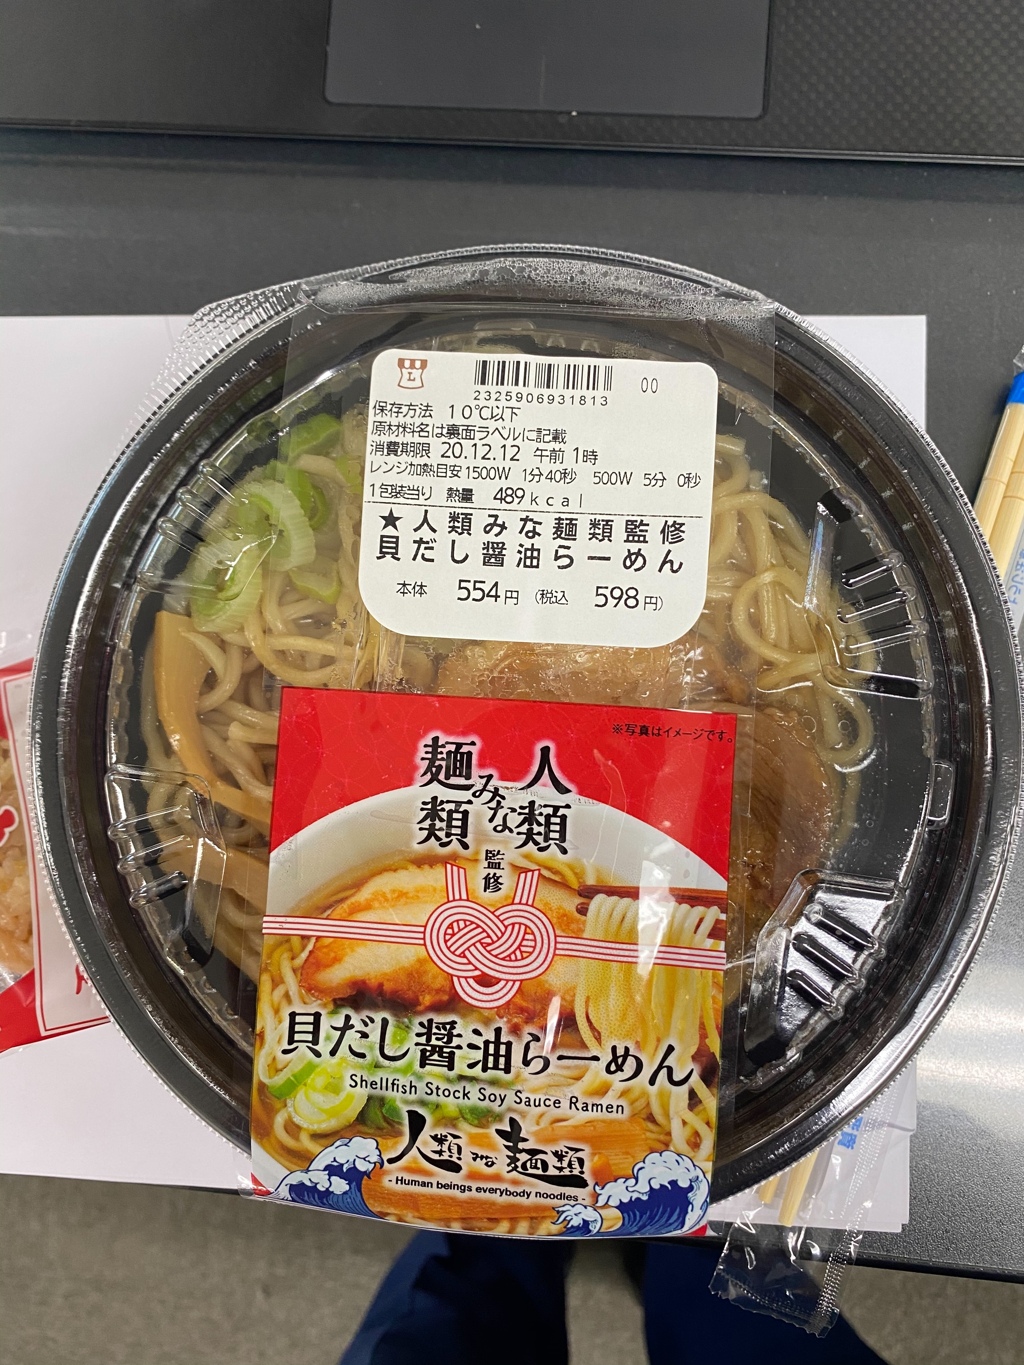 L
00
2325906931813
保存方法 10℃以下
原材料名は裏面ラベルに記載
消費期限 20.12.12 午前1時
レンジ加熱目安1500W 1分40秒 500W 5分 0秒
1包装当り 熱量 489kcal
★人類みな麺類監修
貝だし醤油らーめん
本体 554円 (税込 598円)
※写真はイメージです。
人類
みな
麺類
監修
貝だし醤油らーめん
Shellfish Stock Soy Sauce Ramen
人類みな麺類
- Human beings everybody noodles -